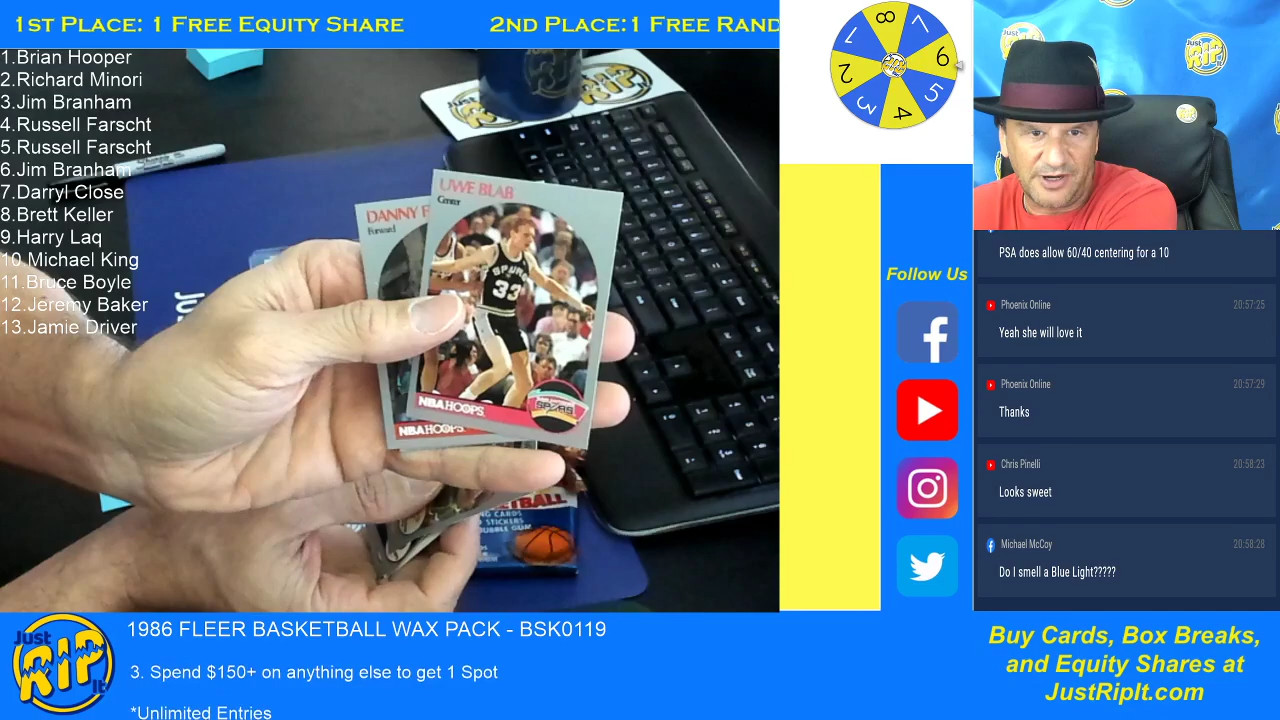 1ST PLACE: 1 FREE EQUITY SHARE
2ND PLACE:1 FREE RAND
1.Brian Hooper
2.Richard Minori
3.Jim Branham
4.Russell Farscht
5.Russell Farscht
6.Jim Branham
7.Darryl Close
8.Brett Keller
9.Harry Laq
10.Michael King
11.Bruce Boyle
12.Jeremy Baker
13.Jamie Driver
UWE BLAB
Center
DANNY F
Forward
SPURS
33
NBA HOOPS
SPURS
NBA HOOPS
STICKERS
8
7
6
5
4
3
2
1
Just
RIP
It
Follow Us
PSA does allow 60/40 centering for a 10
Phoenix Online 20:57:25
Yeah she will love it
Phoenix Online 20:57:29
Thanks
Chris Pinelli 20:58:23
Looks sweet
Michael McCoy 20:58:28
Do I smell a Blue Light?????
Just
RIP
It
1986 FLEER BASKETBALL WAX PACK - BSK0119
3. Spend $150+ on anything else to get 1 Spot
*Unlimited Entries
Buy Cards, Box Breaks,
and Equity Shares at
JustRipIt.com